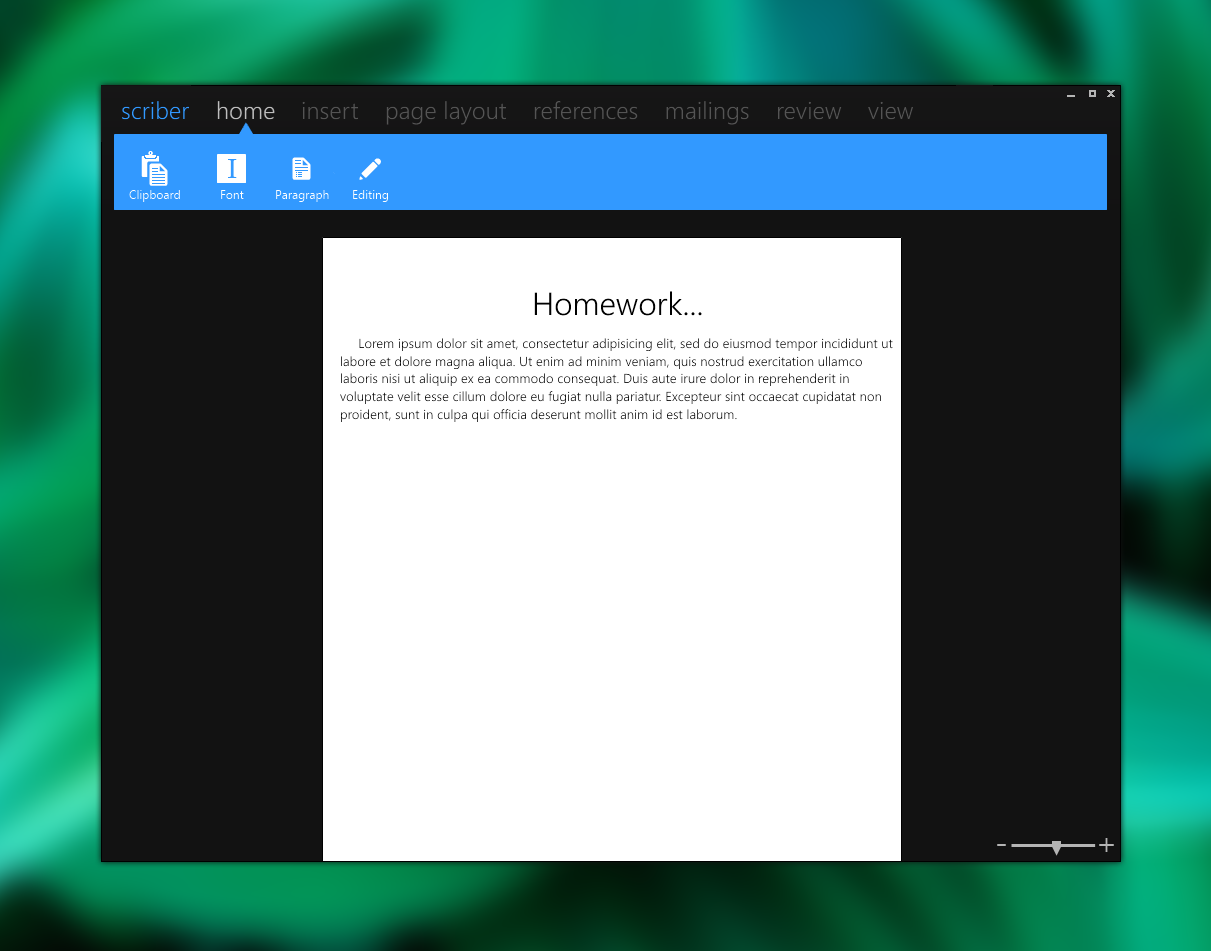 scriber home insert page layout references mailings review view
Clipboard Font Paragraph Editing
Homework...
Lorem ipsum dolor sit amet, consectetur adipisicing elit, sed do eiusmod tempor incididunt ut
labore et dolore magna aliqua. Ut enim ad minim veniam, quis nostrud exercitation ullamco
laboris nisi ut aliquip ex ea commodo consequat. Duis aute irure dolor in reprehenderit in
voluptate velit esse cillum dolore eu fugiat nulla pariatur. Excepteur sint occaecat cupidatat non
proident, sunt in culpa qui officia deserunt mollit anim id est laborum.